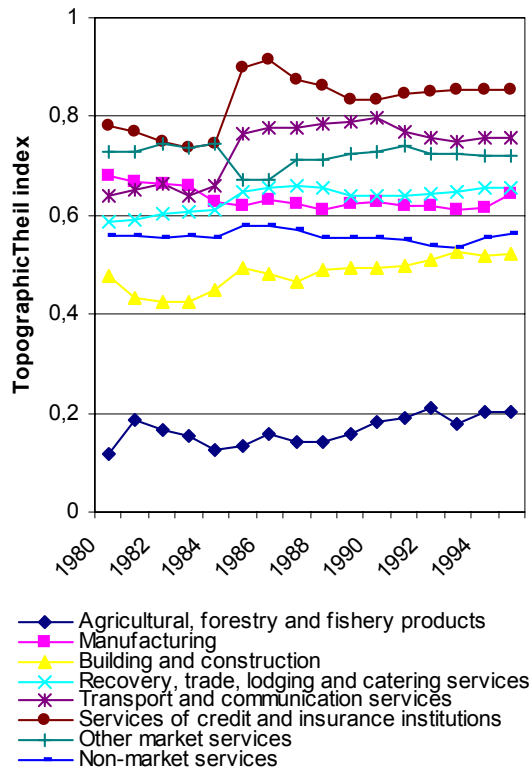 1
0,8
0,6
0,4
0,2
0
TopographicTheil index
1980
1982
1984
1986
1988
1990
1992
1994
Agricultural, forestry and fishery products
Manufacturing
Building and construction
Recovery, trade, lodging and catering services
Transport and communication services
Services of credit and insurance institutions
Other market services
Non-market services